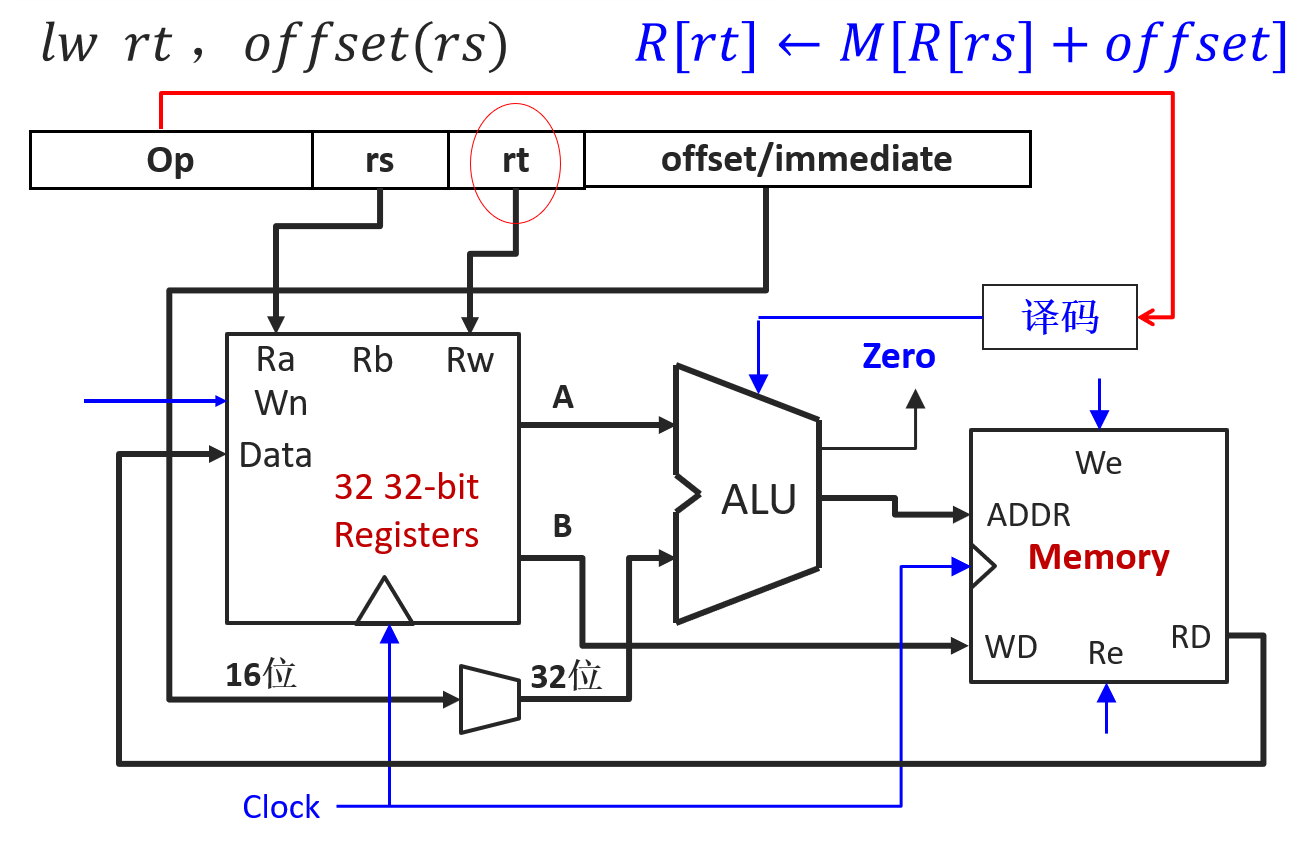 lw rt , offset(rs) R[rt] ← M[R[rs] + offset]
Op rs rt offset/immediate
译码
Ra Rb Rw
Zero
Wn
A
Data
32 32-bit
Registers
ALU
We
ADDR
B
Memory
WD
Re
RD
16位
32位
Clock